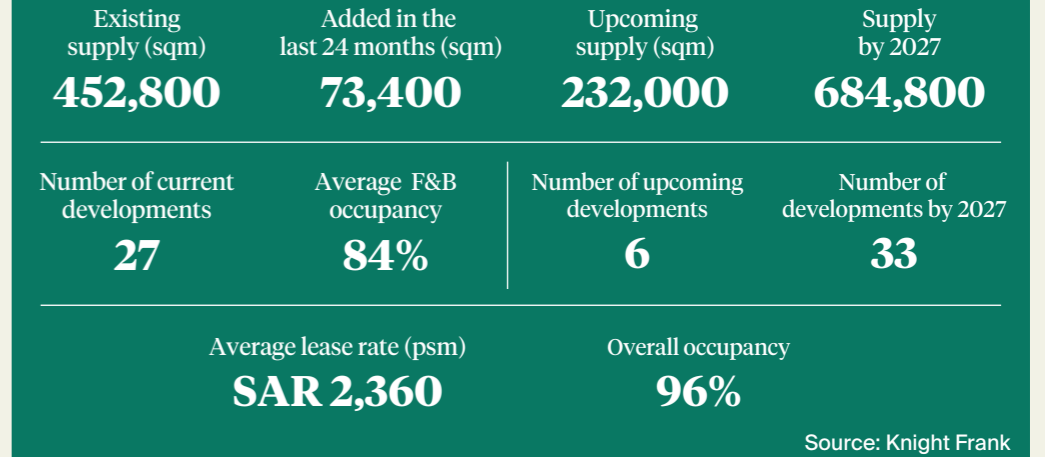 Existing
supply (sqm)
452,800
Added in the
last 24 months (sqm)
73,400
Upcoming
supply (sqm)
232,000
Supply
by 2027
684,800
Number of current
developments
27
Average F&B
occupancy
84%
Number of upcoming
developments
6
Number of
developments by 2027
33
Average lease rate (psm)
SAR 2,360
Overall occupancy
96%
Source: Knight Frank